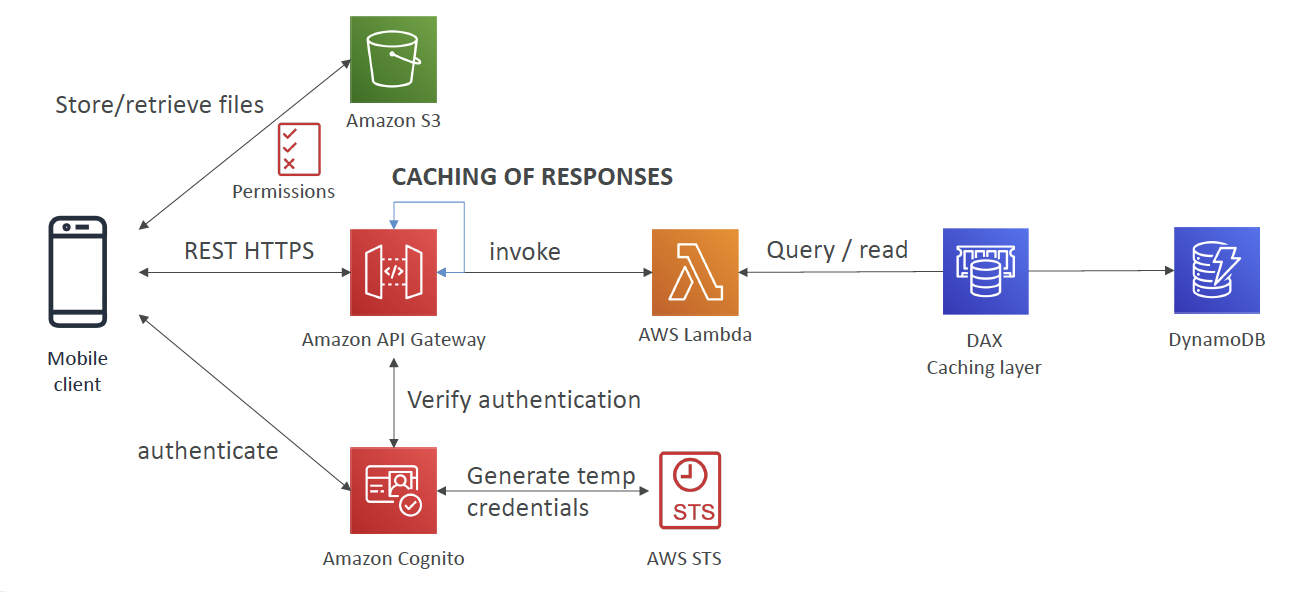 Store/retrieve files
Amazon S3
Permissions
CACHING OF RESPONSES
REST HTTPS
invoke
Query / read
Amazon API Gateway
AWS Lambda
DAX
Caching layer
DynamoDB
Mobile
client
Verify authentication
authenticate
Generate temp
credentials
STS
Amazon Cognito
AWS STS